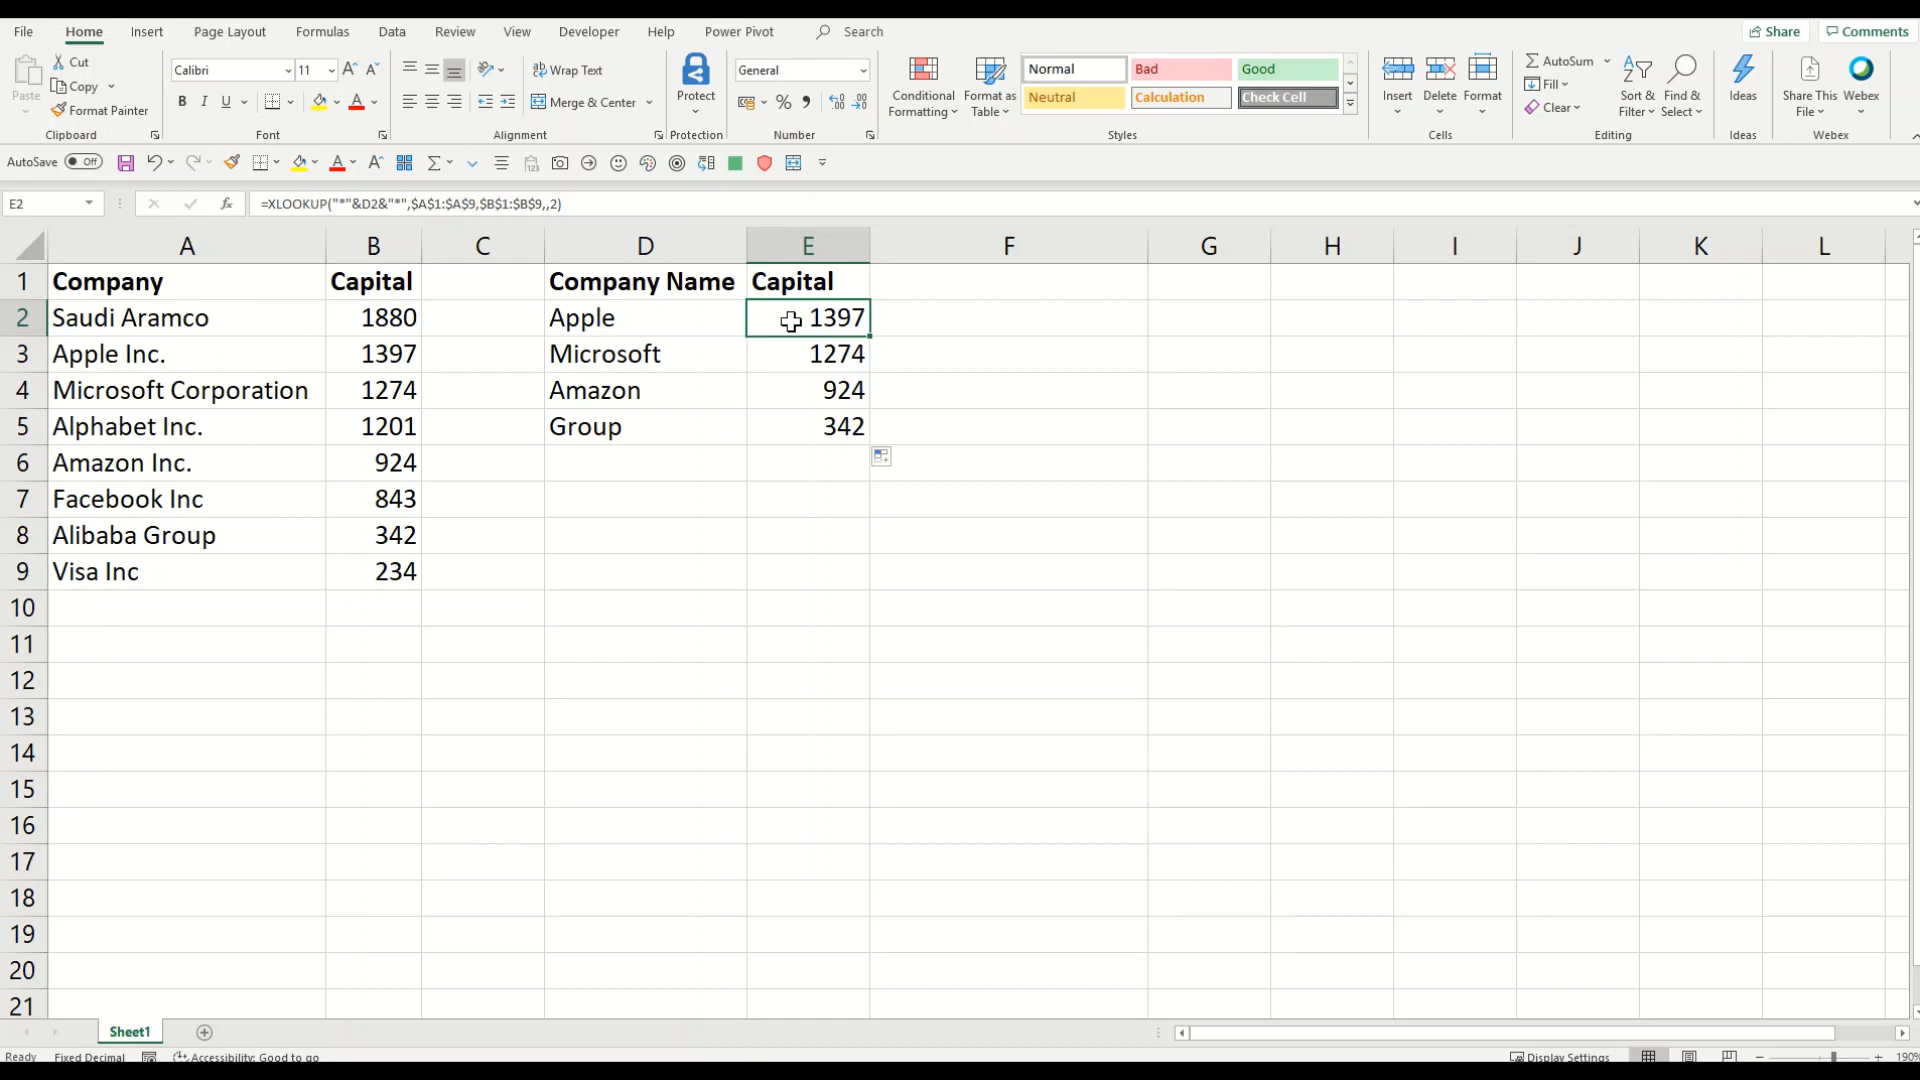 File Home Insert Page Layout Formulas Data Review View Developer Help Power Pivot Search Share Comments
Paste Cut Copy Format Painter Clipboard
Calibri 11 A A B I U A Font
Wrap Text Merge & Center Alignment
Protect Protection
General % , Number
Conditional Formatting Format as Table
Normal Bad Good
Neutral Calculation Check Cell
Styles
Insert Delete Format Cells
AutoSum Fill Clear Sort & Filter Find & Select Editing
Ideas Ideas
Share This File Webex Webex
AutoSave Off
E2 fx =XLOOKUP("*"&D2&"*",$A$1:$A$9,$B$1:$B$9,,2)
A B C D E F G H I J K L
1 Company Capital Company Name Capital
2 Saudi Aramco 1880 Apple 1397
3 Apple Inc. 1397 Microsoft 1274
4 Microsoft Corporation 1274 Amazon 924
5 Alphabet Inc. 1201 Group 342
6 Amazon Inc. 924
7 Facebook Inc 843
8 Alibaba Group 342
9 Visa Inc 234
10
11
12
13
14
15
16
17
18
19
20
21
Sheet1
Ready Fixed Decimal Accessibility: Good to go Display Settings 190%